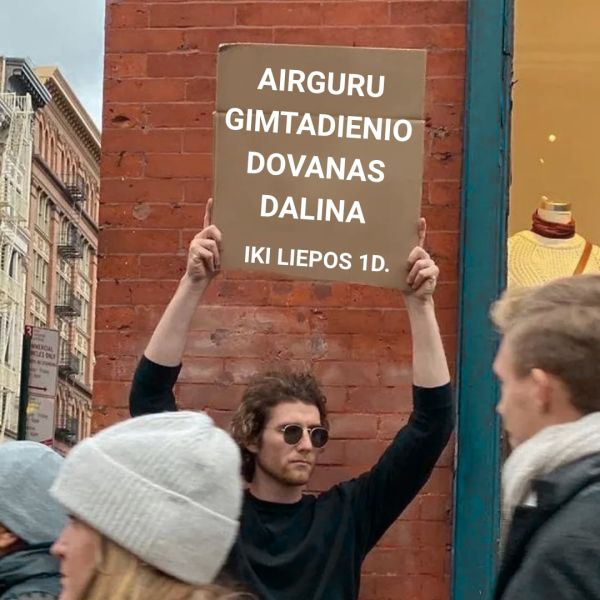 AIRGURU
GIMTADIENIO
DOVANAS
DALINA
IKI LIEPOS 1D.